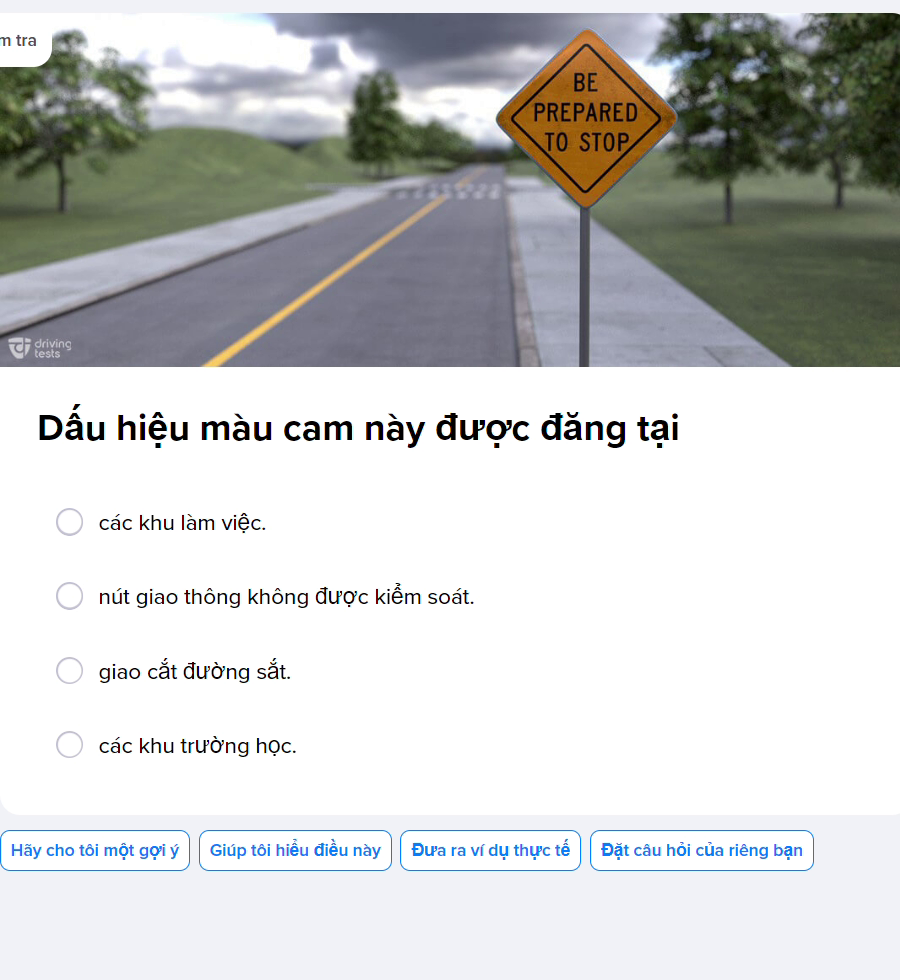 m tra
BE
PREPARED
TO STOP
driving
tests
Dấu hiệu màu cam này được đăng tại
các khu làm việc.
nút giao thông không được kiểm soát.
giao cắt đường sắt.
các khu trường học.
Hãy cho tôi một gợi ý
Giúp tôi hiểu điều này
Đưa ra ví dụ thực tế
Đặt câu hỏi của riêng bạn